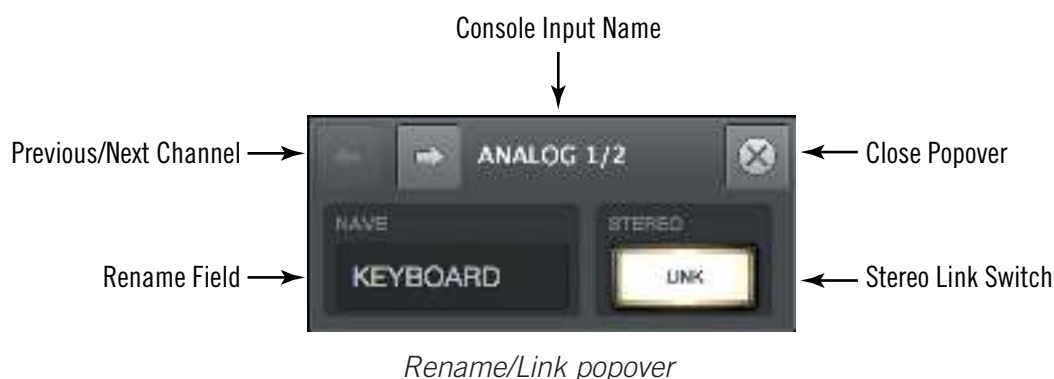 Console Input Name
Previous/Next Channel
ANALOG 1/2
Close Popover
NAME
STEREO
Rename Field
KEYBOARD
LINK
Stereo Link Switch
Rename/Link popover